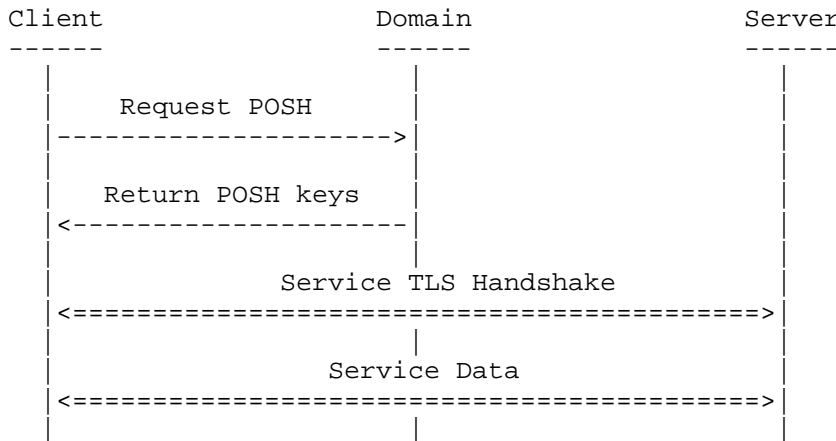 Client                 Domain                 Server
------                 ------                 ------
  |                      |                      |
  |    Request POSH      |                      |
  |--------------------->|                      |
  |                      |                      |
  |   Return POSH keys   |                      |
  |<---------------------|                      |
  |                      |                      |
  |              Service TLS Handshake          |
  |<===========================================>|
  |                      |                      |
  |                 Service Data                |
  |<===========================================>|
  |                      |                      |